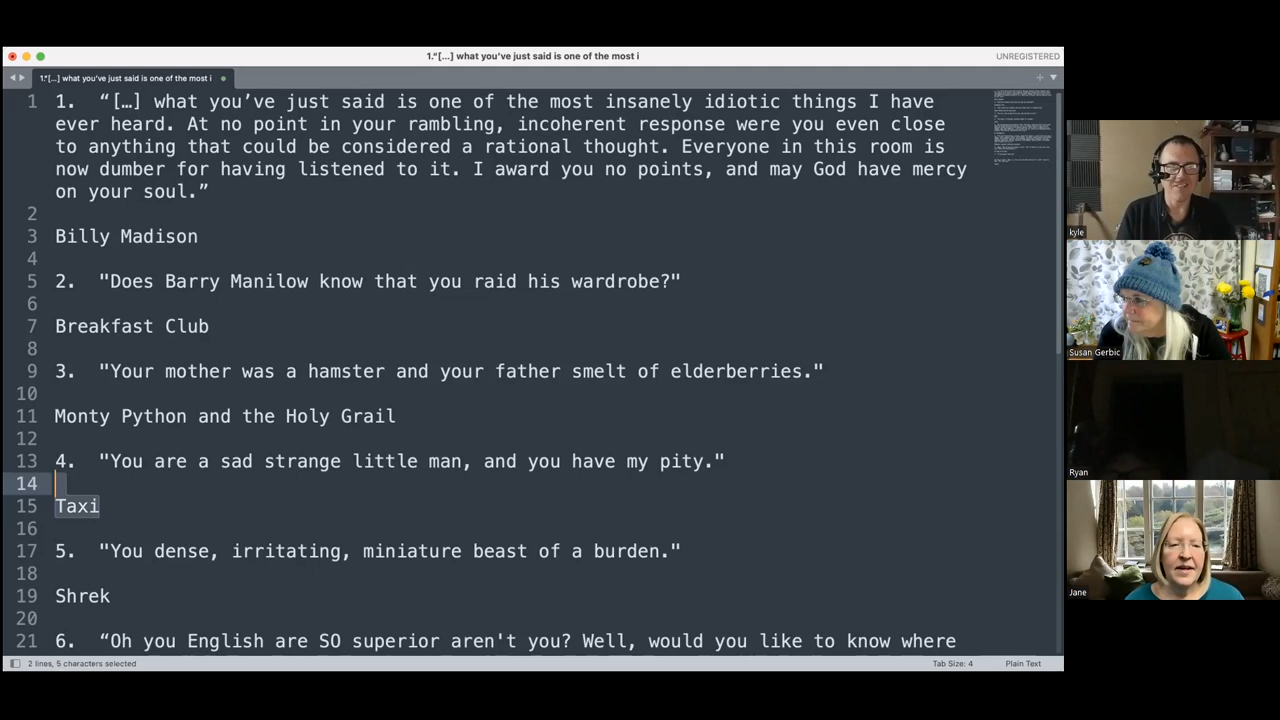 1.“[…] what you’ve just said is one of the most i
UNREGISTERED
1.“[…] what you’ve just said is one of the most i
1 1. “[…] what you’ve just said is one of the most insanely idiotic things I have
ever heard. At no point in your rambling, incoherent response were you even close
to anything that could be considered a rational thought. Everyone in this room is
now dumber for having listened to it. I award you no points, and may God have mercy
on your soul.”
2
3 Billy Madison
4
5 2. "Does Barry Manilow know that you raid his wardrobe?"
6
7 Breakfast Club
8
9 3. "Your mother was a hamster and your father smelt of elderberries."
10
11 Monty Python and the Holy Grail
12
13 4. "You are a sad strange little man, and you have my pity."
14
15 Taxi
16
17 5. "You dense, irritating, miniature beast of a burden."
18
19 Shrek
20
21 6. “Oh you English are SO superior aren't you? Well, would you like to know where
2 lines, 5 characters selected
Tab Size: 4
Plain Text
kyle
Susan Gerbic
Ryan
Jane